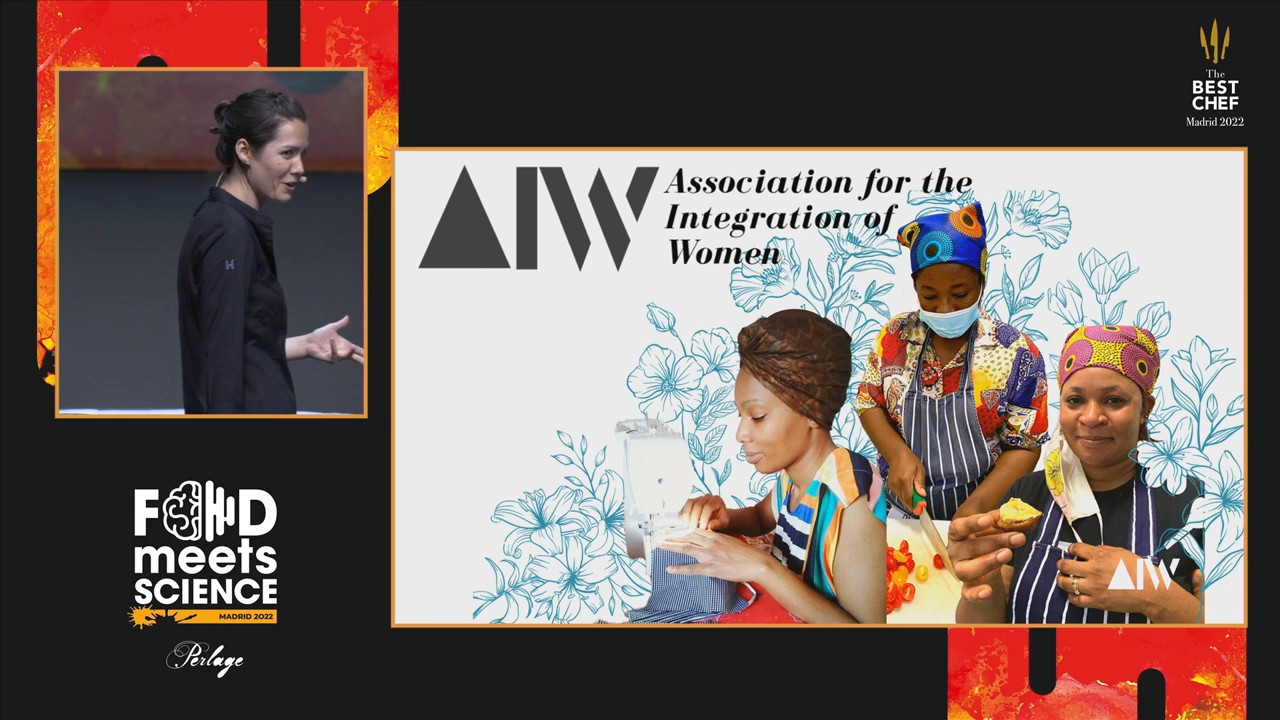 The
BEST
CHEF
Madrid 2022
AIW
Association for the
Integration of
Women
H
AIW
FOOD
meets
SCIENCE
MADRID 2022
Perlage